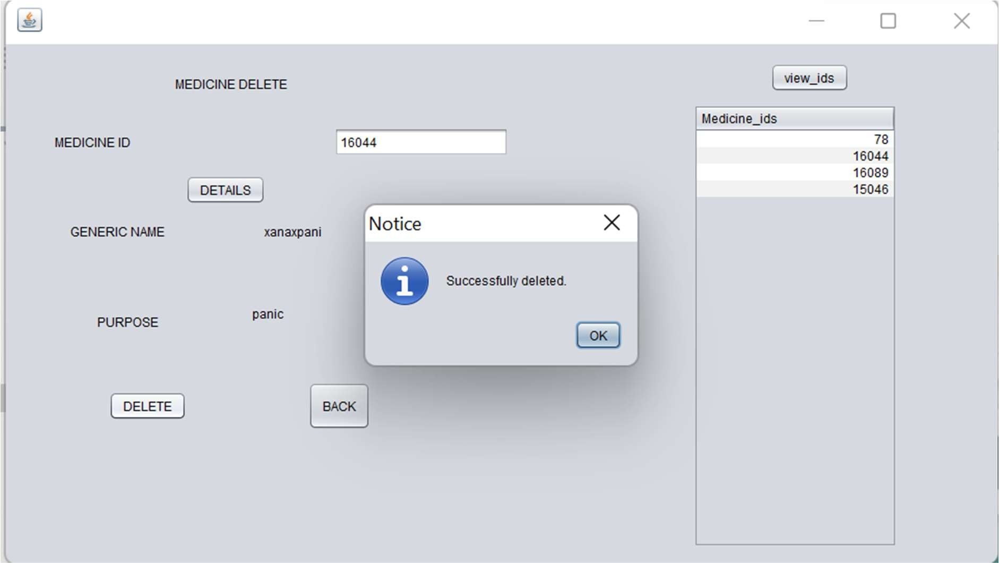 MEDICINE DELETE
view_ids
MEDICINE ID
16044
Medicine_ids
78
16044
16089
15046
DETAILS
GENERIC NAME
xanaxpani
PURPOSE
panic
Notice
Successfully deleted.
OK
DELETE
BACK